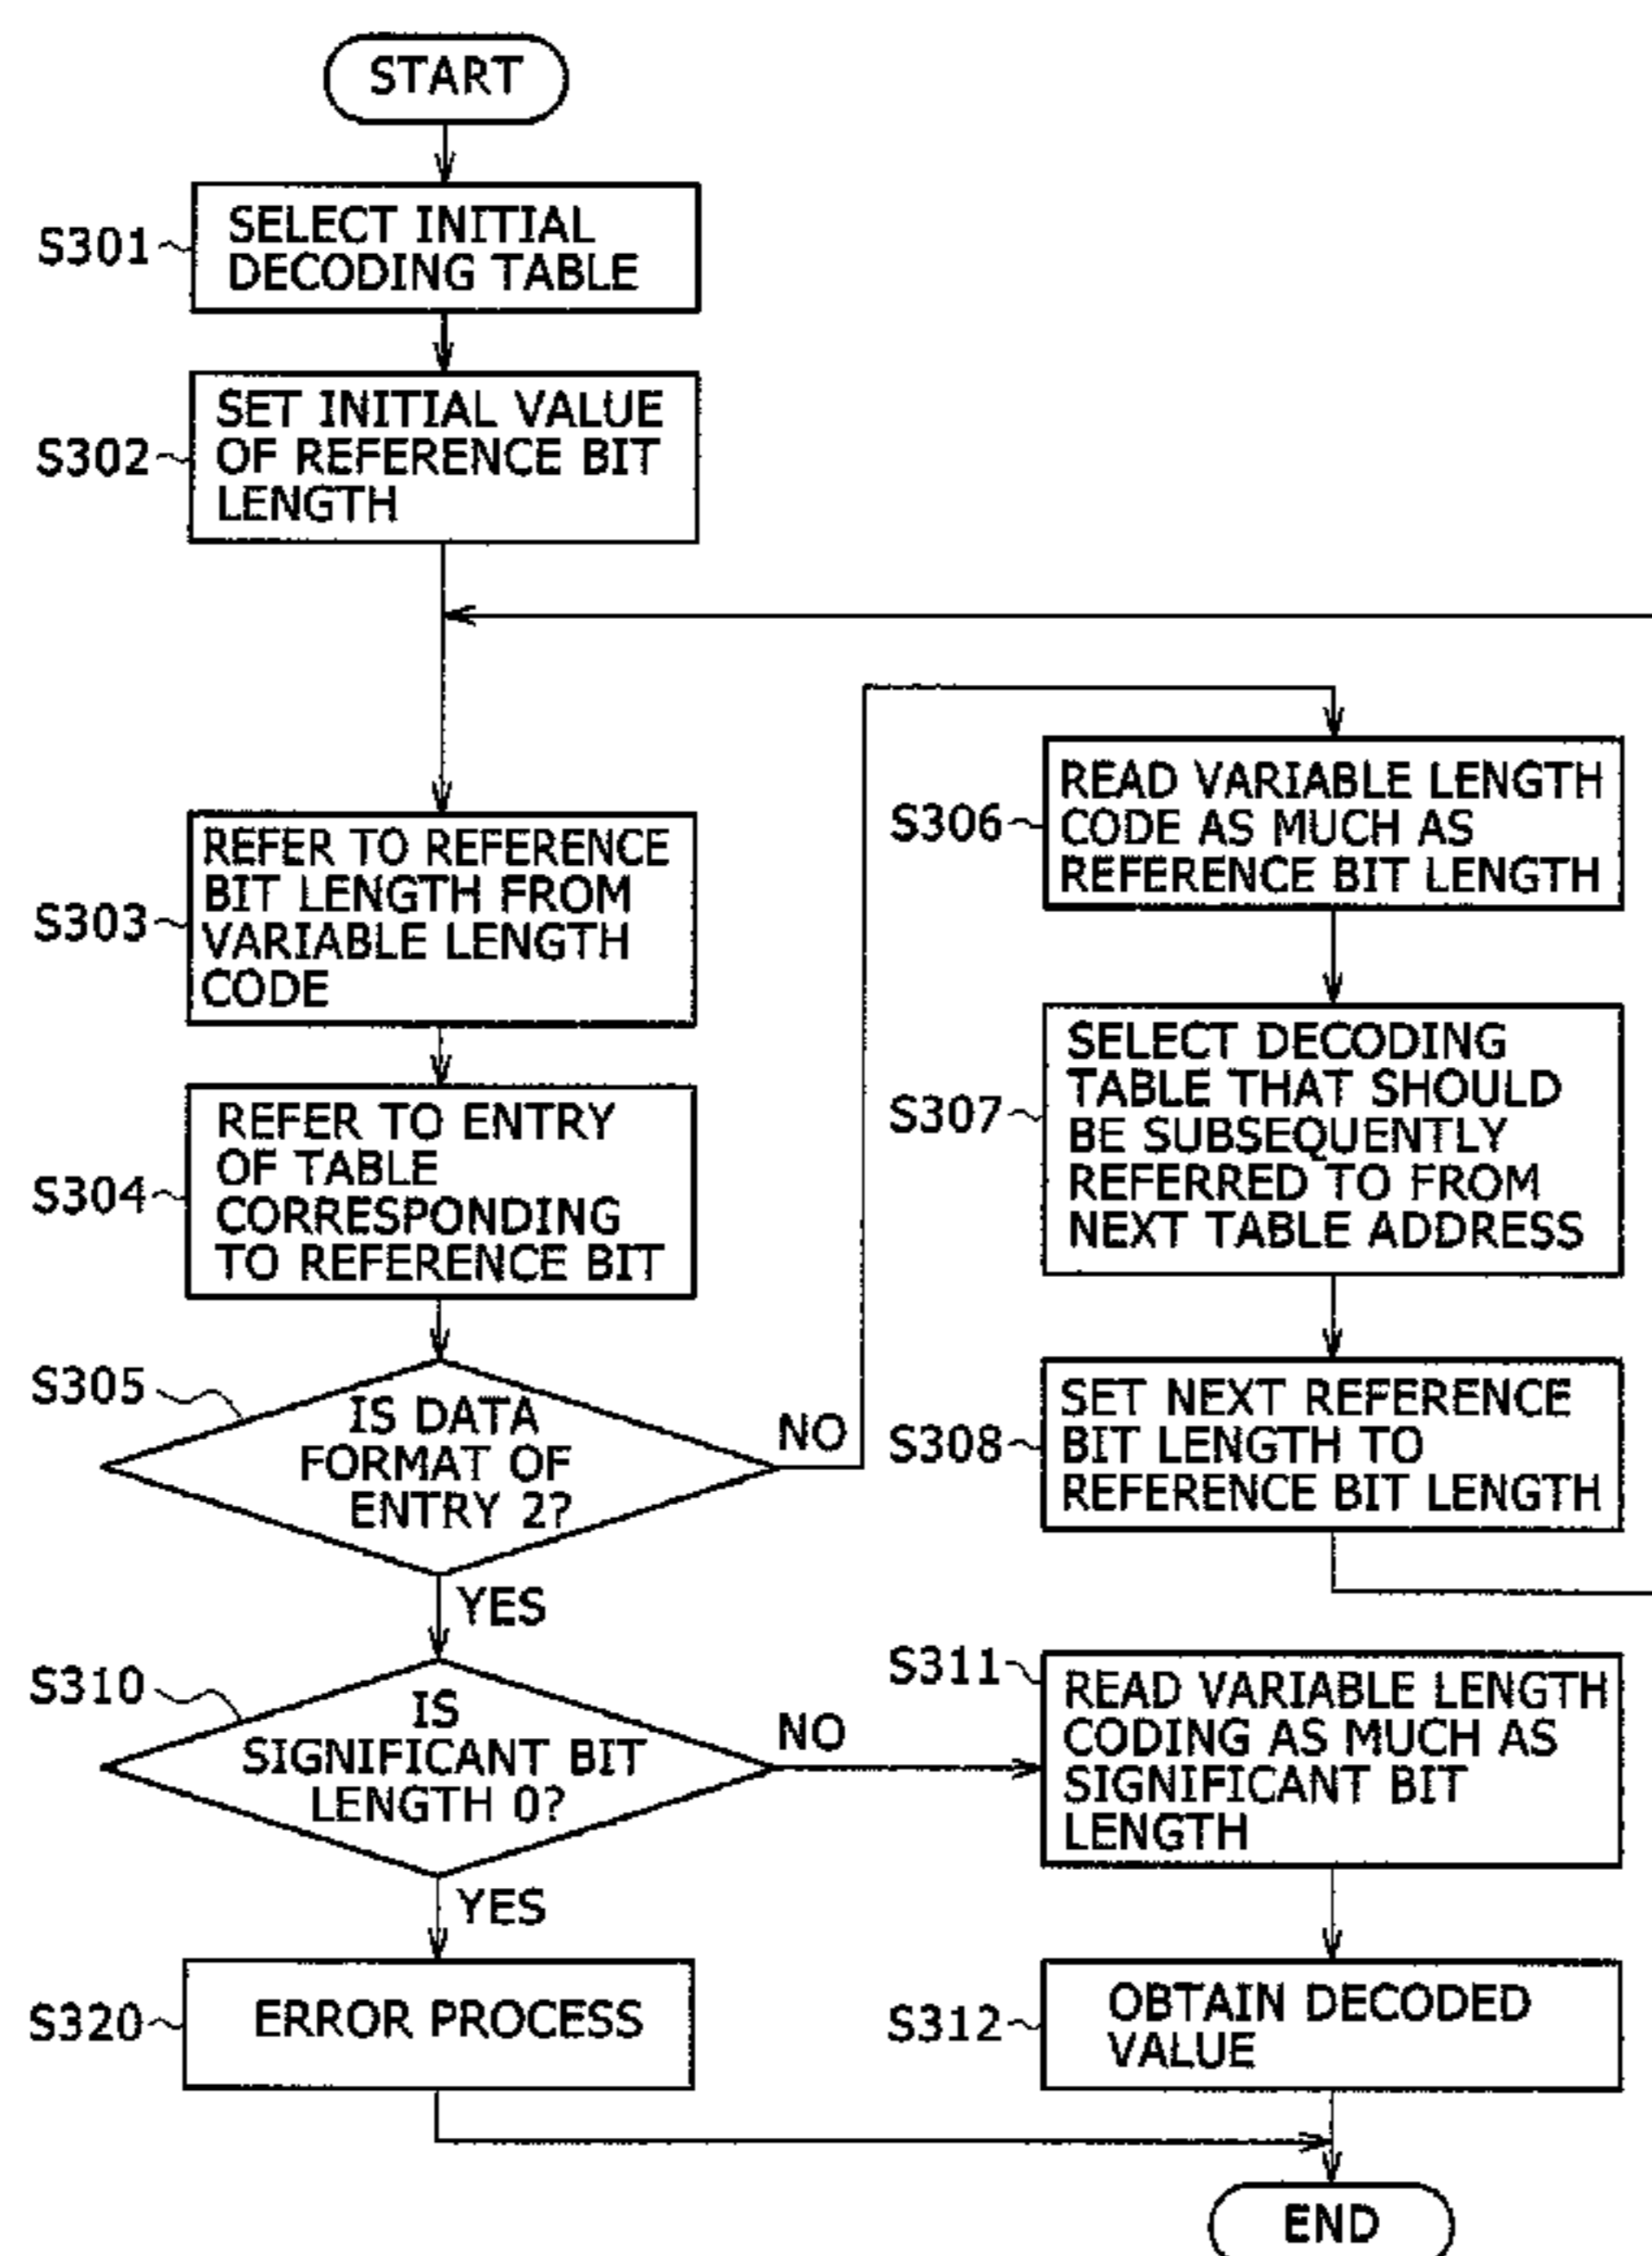 START
S301
SELECT INITIAL
DECODING TABLE
S302
SET INITIAL VALUE
OF REFERENCE BIT
LENGTH
S303
REFER TO REFERENCE
BIT LENGTH FROM
VARIABLE LENGTH
CODE
S304
REFER TO ENTRY
OF TABLE
CORRESPONDING
TO REFERENCE BIT
S305
IS DATA
FORMAT OF
ENTRY 2?
NO
YES
S306
READ VARIABLE LENGTH
CODE AS MUCH AS
REFERENCE BIT LENGTH
S307
SELECT DECODING
TABLE THAT SHOULD
BE SUBSEQUENTLY
REFERRED TO FROM
NEXT TABLE ADDRESS
S308
SET NEXT REFERENCE
BIT LENGTH TO
REFERENCE BIT LENGTH
S310
IS
SIGNIFICANT BIT
LENGTH 0?
NO
YES
S311
READ VARIABLE LENGTH
CODING AS MUCH AS
SIGNIFICANT BIT
LENGTH
S320
ERROR PROCESS
S312
OBTAIN DECODED
VALUE
END